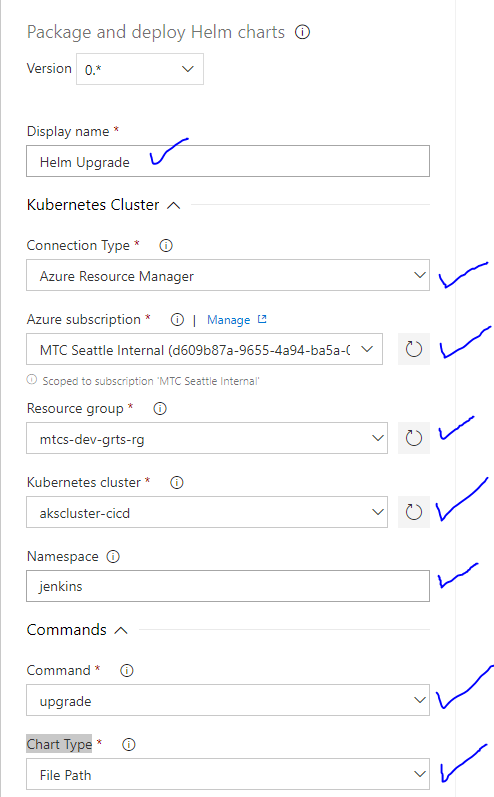 Package and deploy Helm charts
Version 0.*
Display name *
Helm Upgrade
Kubernetes Cluster
Connection Type *
Azure Resource Manager
Azure subscription * | Manage
MTC Seattle Internal (d609b87a-9655-4a94-ba5a-0
Scoped to subscription 'MTC Seattle Internal'
Resource group *
mtcs-dev-grts-rg
Kubernetes cluster *
akscluster-cicd
Namespace
jenkins
Commands
Command *
upgrade
Chart Type *
File Path